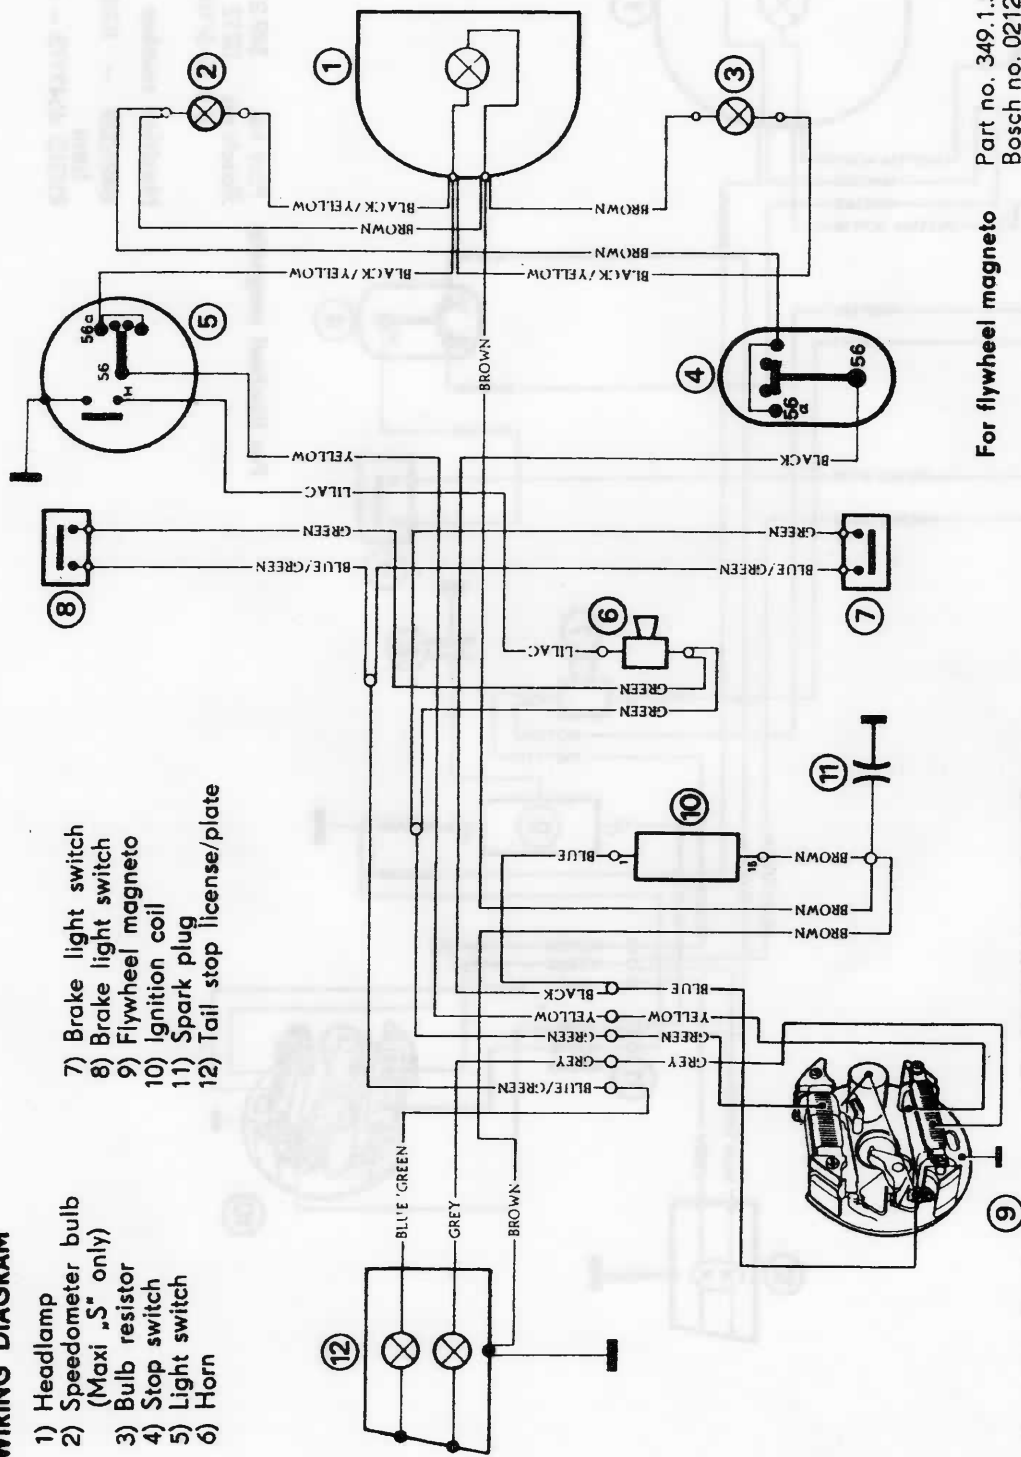 WIRING DIAGRAM
1) Headlamp
2) Speedometer bulb
(Maxi „S" only)
3) Bulb resistor
4) Stop switch
5) Light switch
6) Horn
7) Brake light switch
8) Brake light switch
9) Flywheel magneto
10) Ignition coil
11) Spark plug
12) Tail stop license/plate
1
2
3
4
5
6
7
8
9
10
11
12
56a
56
H
56a
56
BLACK/YELLOW
BROWN
BROWN
BROWN
BLACK/YELLOW
BLACK/YELLOW
BROWN
YELLOW
LILAC
BLACK
GREEN
BLUE/GREEN
GREEN
BLUE/GREEN
LILAC
GREEN
GREEN
BLUE
1
15
BROWN
BROWN
BROWN
BLACK
BLUE
YELLOW
YELLOW
GREEN
GREEN
GREY
GREY
BLUE/GREEN
BLUE'GREEN
GREY
BROWN
For flywheel magneto
Part no. 349.1.
Bosch no. 0212